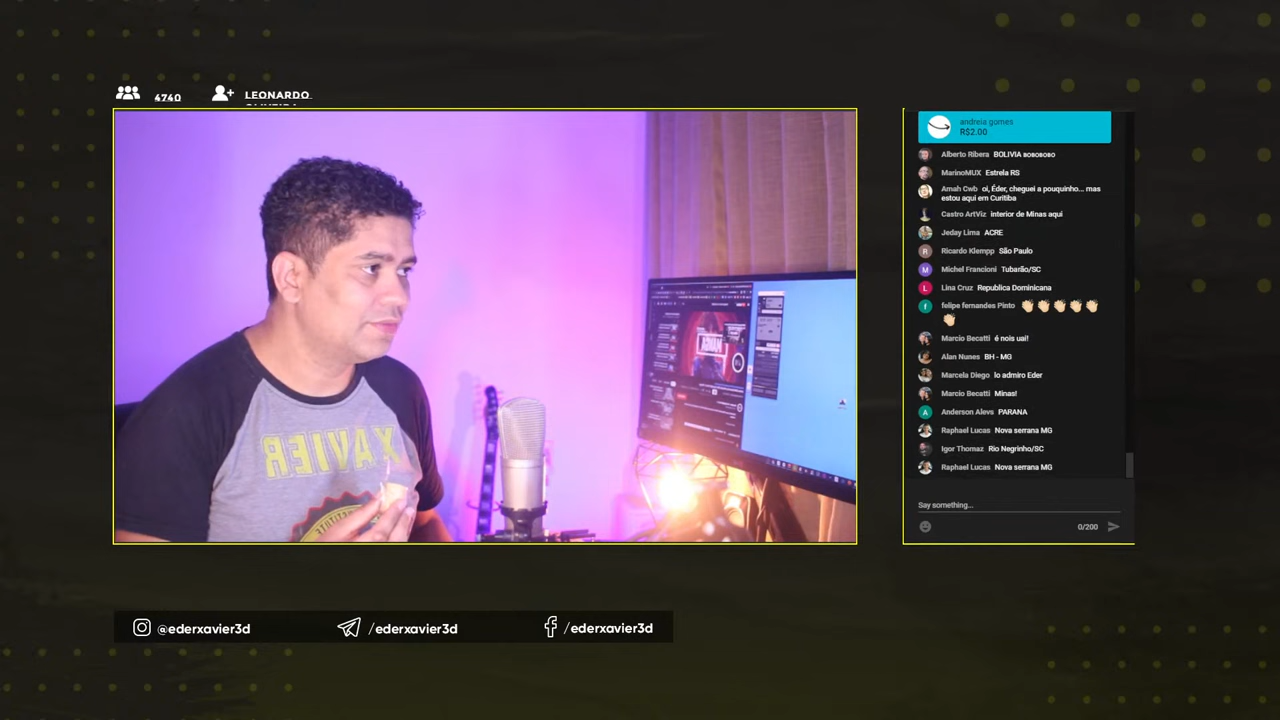 4740
LEONARDO
XAVIER
andreia gomes
R$2.00
Alberto Ribera BOLIVIA BOBOBOBO
MarinoMUX Estrela RS
Amah Cwb oi, Éder, cheguei a pouquinho... mas
estou aqui em Curitiba
Castro ArtViz interior de Minas aqui
Jeday Lima ACRE
R Ricardo Klempp São Paulo
M Michel Francioni Tubarão/SC
L Lina Cruz Republica Dominicana
f felipe fernandes Pinto 👏🏻👏🏻👏🏻👏🏻👏🏻
👏🏻
Marcio Becatti é nois uai!
Alan Nunes BH - MG
Marcela Diego lo admiro Eder
Marcio Becatti Minas!
A Anderson Alevs PARANA
Raphael Lucas Nova serrana MG
Igor Thomaz Rio Negrinho/SC
Raphael Lucas Nova serrana MG
Say something...
0/200
@ederxavier3d /ederxavier3d /ederxavier3d